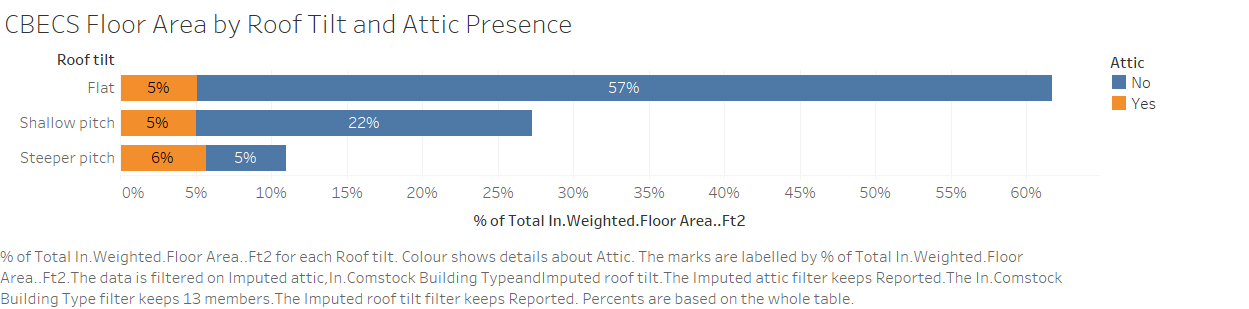 CBECS Floor Area by Roof Tilt and Attic Presence
Roof tilt
Flat 5% 57%
Shallow pitch 5% 22%
Steeper pitch 6% 5%
0% 5% 10% 15% 20% 25% 30% 35% 40% 45% 50% 55% 60%
% of Total In.Weighted.Floor Area..Ft2
Attic
No
Yes
% of Total In.Weighted.Floor Area..Ft2 for each Roof tilt. Colour shows details about Attic. The marks are labelled by % of Total In.Weighted.Floor
Area..Ft2.The data is filtered on Imputed attic,In.Comstock Building TypeandImputed roof tilt.The Imputed attic filter keeps Reported.The In.Comstock
Building Type filter keeps 13 members.The Imputed roof tilt filter keeps Reported. Percents are based on the whole table.